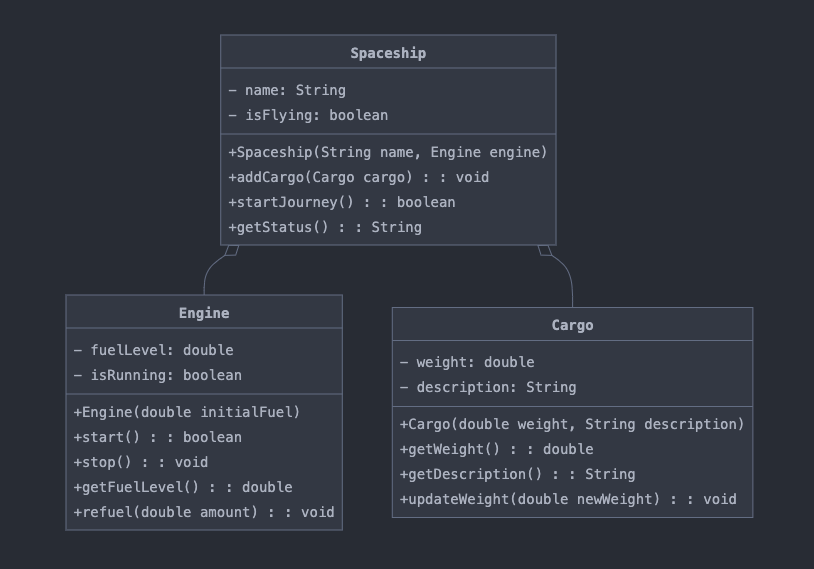 Spaceship
– name: String
– isFlying: boolean
+Spaceship(String name, Engine engine)
+addCargo(Cargo cargo) : : void
+startJourney() : : boolean
+getStatus() : : String
Engine
– fuelLevel: double
– isRunning: boolean
+Engine(double initialFuel)
+start() : : boolean
+stop() : : void
+getFuelLevel() : : double
+refuel(double amount) : : void
Cargo
– weight: double
– description: String
+Cargo(double weight, String description)
+getWeight() : : double
+getDescription() : : String
+updateWeight(double newWeight) : : void